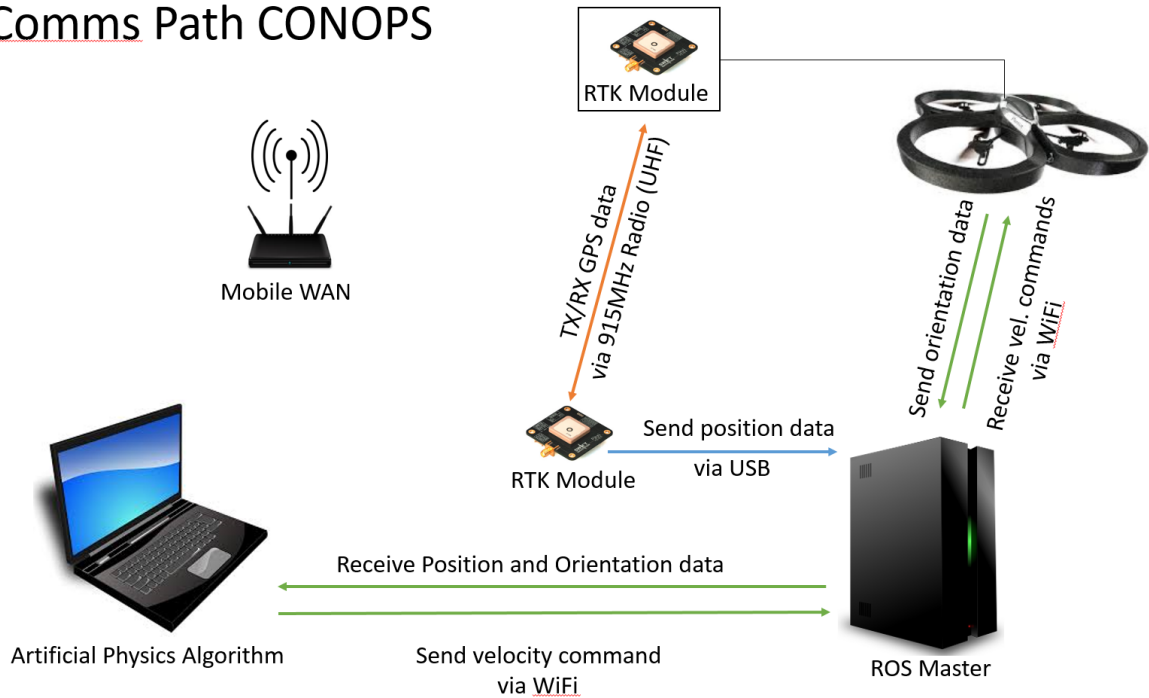 Comms Path CONOPS
RTK Module
Mobile WAN
TX/RX GPS data
via 915MHz Radio (UHF)
Send orientation data
Receive vel. commands
via WiFi
RTK Module
Send position data
via USB
Receive Position and Orientation data
Artificial Physics Algorithm
Send velocity command
via WiFi
ROS Master